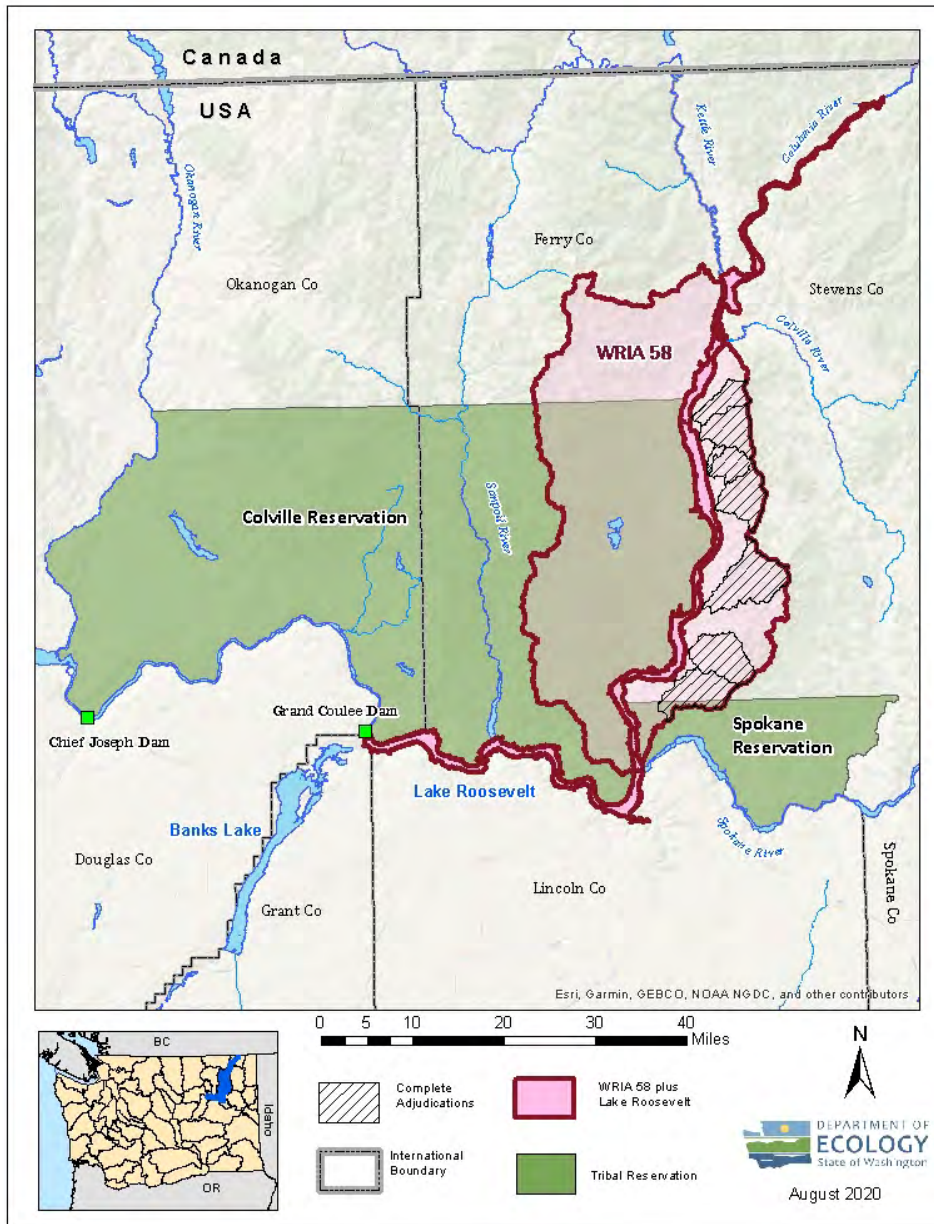 Canada
USA
Okanogan River
Kettle River
Columbia River
Ferry Co
Okanogan Co
Stevens Co
Colville River
WRIA 58
Colville Reservation
Sanpoil River
Grand Coulee Dam
Chief Joseph Dam
Spokane
Reservation
Lake Roosevelt
Banks Lake
Spokane River
Douglas Co
Lincoln Co
Spokane Co
Grant Co
Esri, Garmin, GEBCO, NOAA NGDC, and other contributors
0 5 10 20 30 40
Miles
BC
Idaho
OR
N
Complete
Adjudications
WRIA 58 plus
Lake Roosevelt
International
Boundary
Tribal Reservation
DEPARTMENT OF
ECOLOGY
State of Washington
August 2020